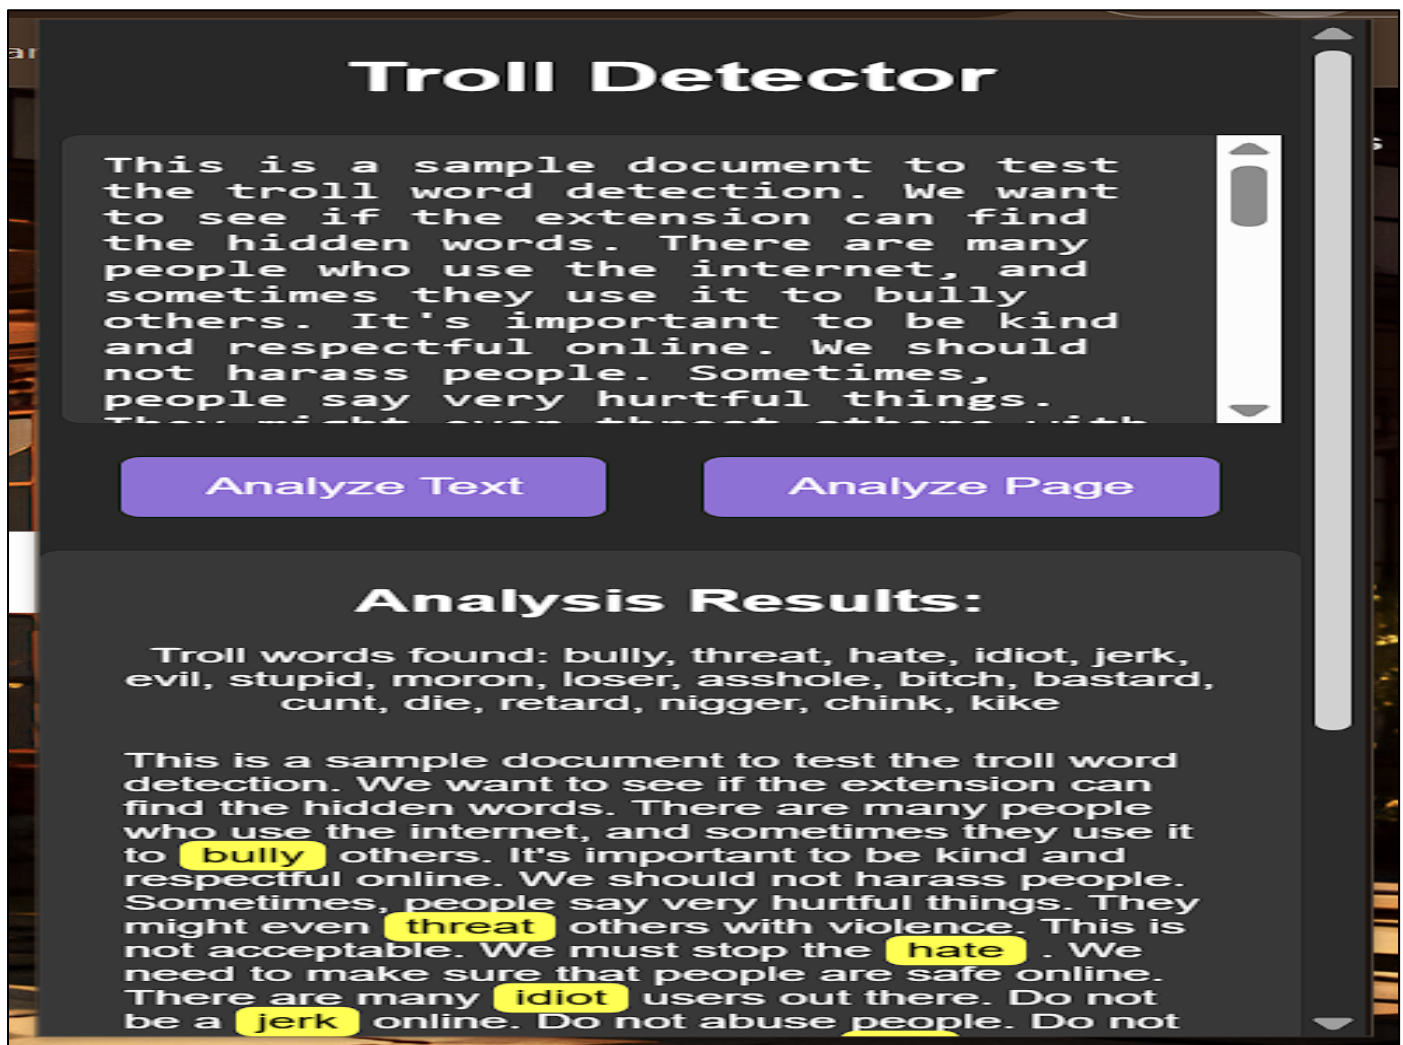 Troll Detector
This is a sample document to test
the troll word detection. We want
to see if the extension can find
the hidden words. There are many
people who use the internet, and
sometimes they use it to bully
others. It's important to be kind
and respectful online. We should
not harass people. Sometimes,
people say very hurtful things.
They might even threat others with
Analyze Text
Analyze Page
Analysis Results:
Troll words found: bully, threat, hate, idiot, jerk,
evil, stupid, moron, loser, asshole, bitch, bastard,
cunt, die, retard, nigger, chink, kike
This is a sample document to test the troll word
detection. We want to see if the extension can
find the hidden words. There are many people
who use the internet, and sometimes they use it
to bully others. It's important to be kind and
respectful online. We should not harass people.
Sometimes, people say very hurtful things. They
might even threat others with violence. This is
not acceptable. We must stop the hate . We
need to make sure that people are safe online.
There are many idiot users out there. Do not
be a jerk online. Do not abuse people. Do not